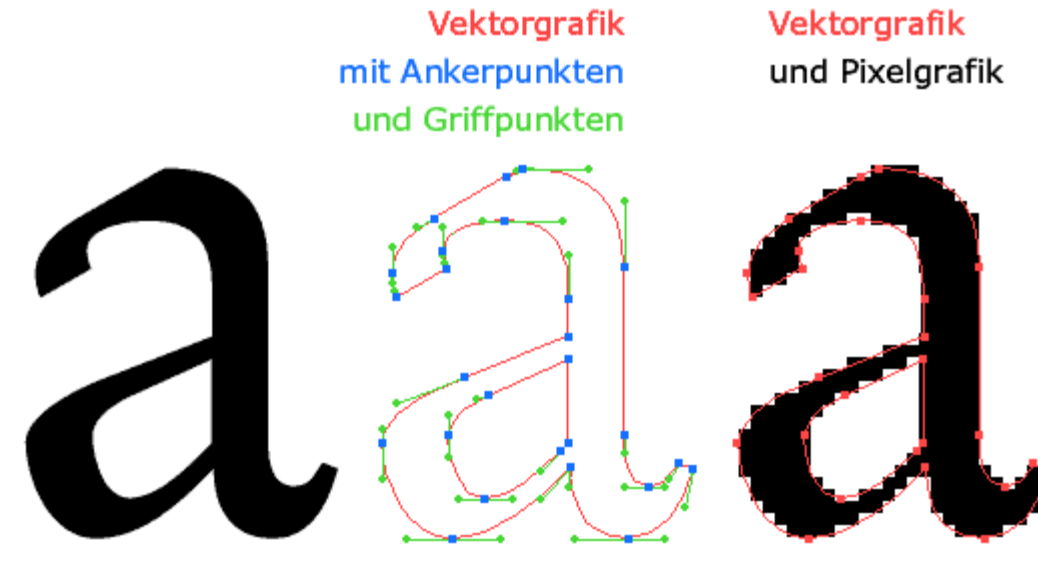 Vektorgrafik
mit Ankerpunkten
und Griffpunkten
Vektorgrafik
und Pixelgrafik
a
a
a